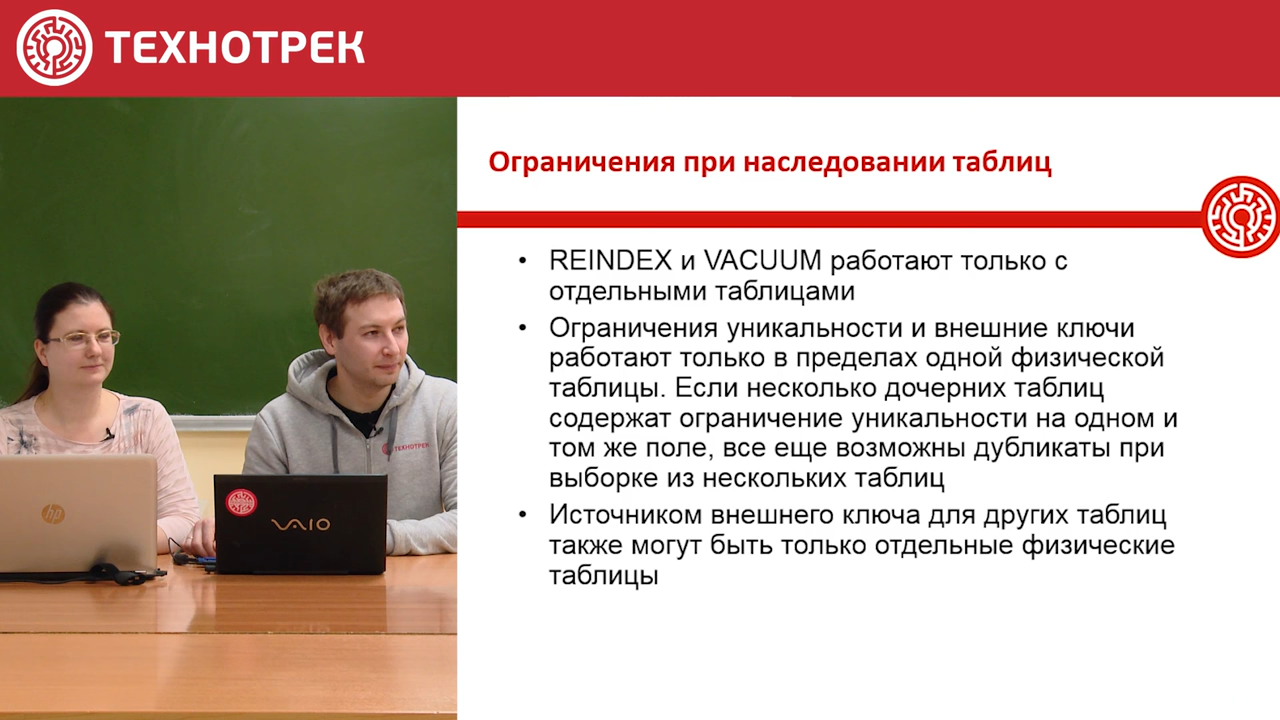 ТЕХНОТРЕК
Ограничения при наследовании таблиц
• REINDEX и VACUUM работают только с
отдельными таблицами
• Ограничения уникальности и внешние ключи
работают только в пределах одной физической
таблицы. Если несколько дочерних таблиц
содержат ограничение уникальности на одном и
том же поле, все еще возможны дубликаты при
выборке из нескольких таблиц
• Источником внешнего ключа для других таблиц
также могут быть только отдельные физические
таблицы
ТЕХНОТРЕК
hp
VAIO